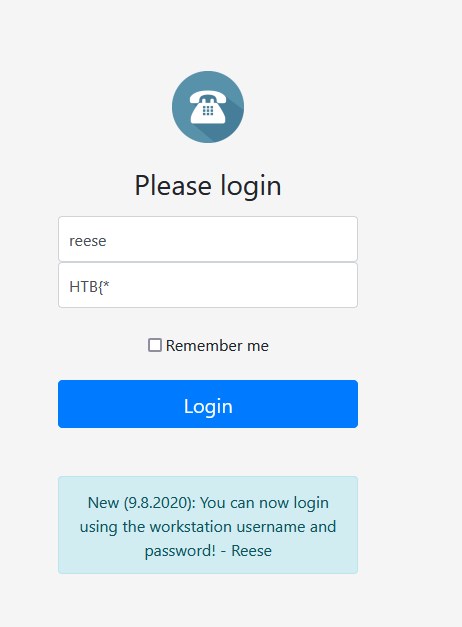 Please login
reese
HTB{*
Remember me
Login
New (9.8.2020): You can now login
using the workstation username and
password! - Reese